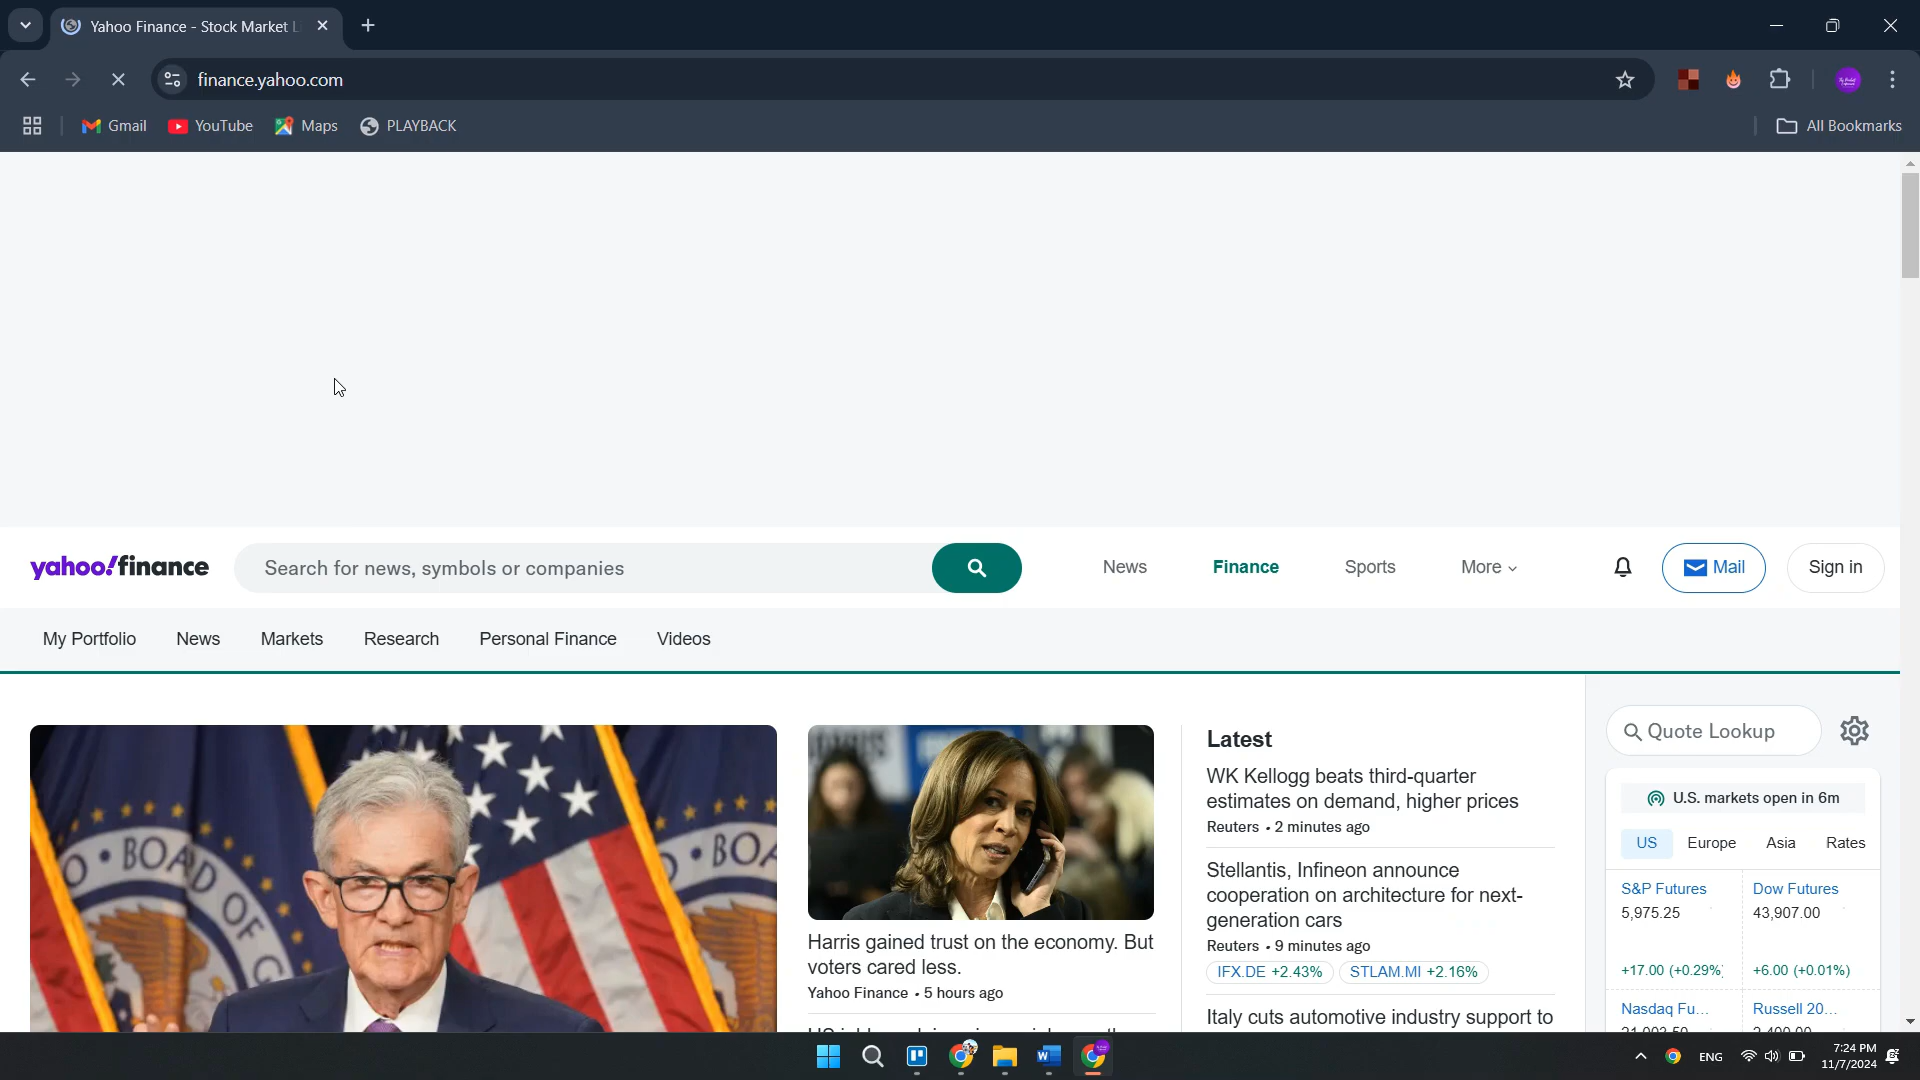 Yahoo Finance - Stock Market L
finance.yahoo.com
Gmail
YouTube
Maps
PLAYBACK
All Bookmarks
yahoo!finance
Search for news, symbols or companies
News
Finance
Sports
More
Mail
Sign in
My Portfolio
News
Markets
Research
Personal Finance
Videos
BOARD OF
BOA
Harris gained trust on the economy. But
voters cared less.
Yahoo Finance • 5 hours ago
Latest
WK Kellogg beats third-quarter
estimates on demand, higher prices
Reuters • 2 minutes ago
Stellantis, Infineon announce
cooperation on architecture for next-
generation cars
Reuters • 9 minutes ago
IFX.DE +2.43%
STLAM.MI +2.16%
Italy cuts automotive industry support to
Quote Lookup
U.S. markets open in 6m
US
Europe
Asia
Rates
S&P Futures
5,975.25
+17.00 (+0.29%)
Dow Futures
43,907.00
+6.00 (+0.01%)
Nasdaq Fu...
Russell 20...
ENG
7:24 PM
11/7/2024